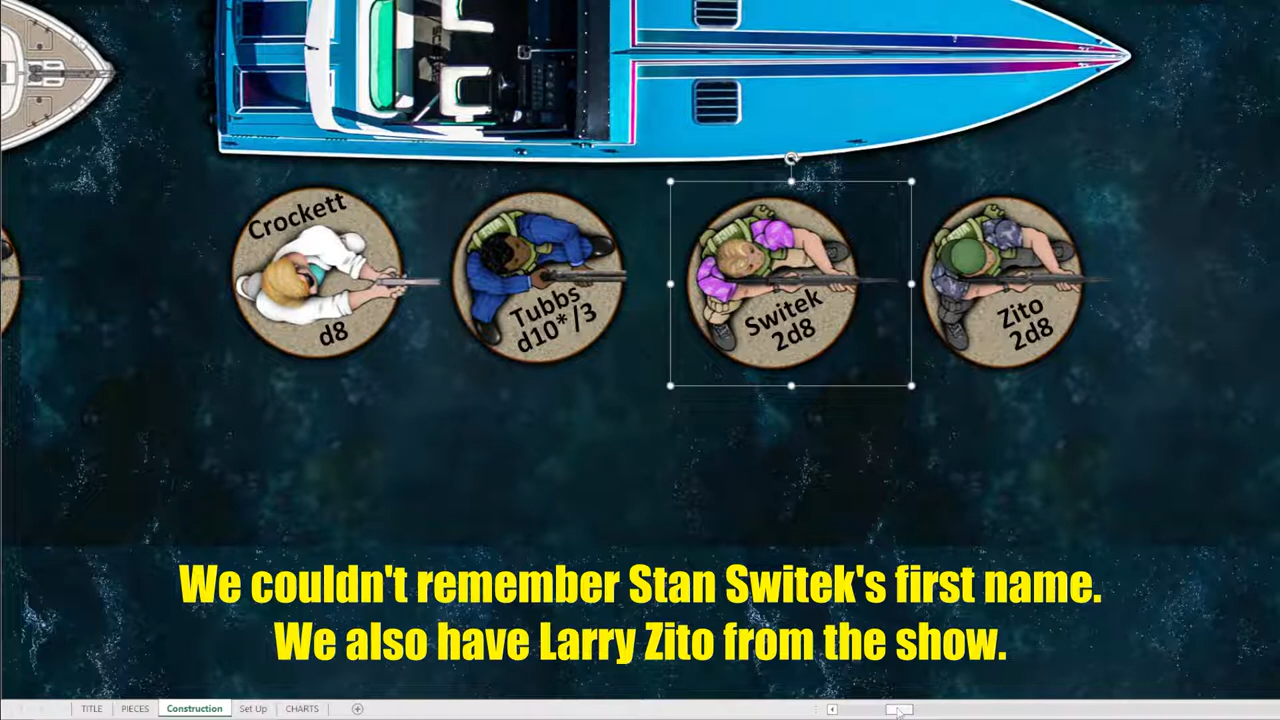 Crockett
d8
Tubbs
d10*/3
Switek
2d8
Zito
2d8
We couldn't remember Stan Switek's first name.
We also have Larry Zito from the show.
TITLE PIECES Construction Set Up CHARTS